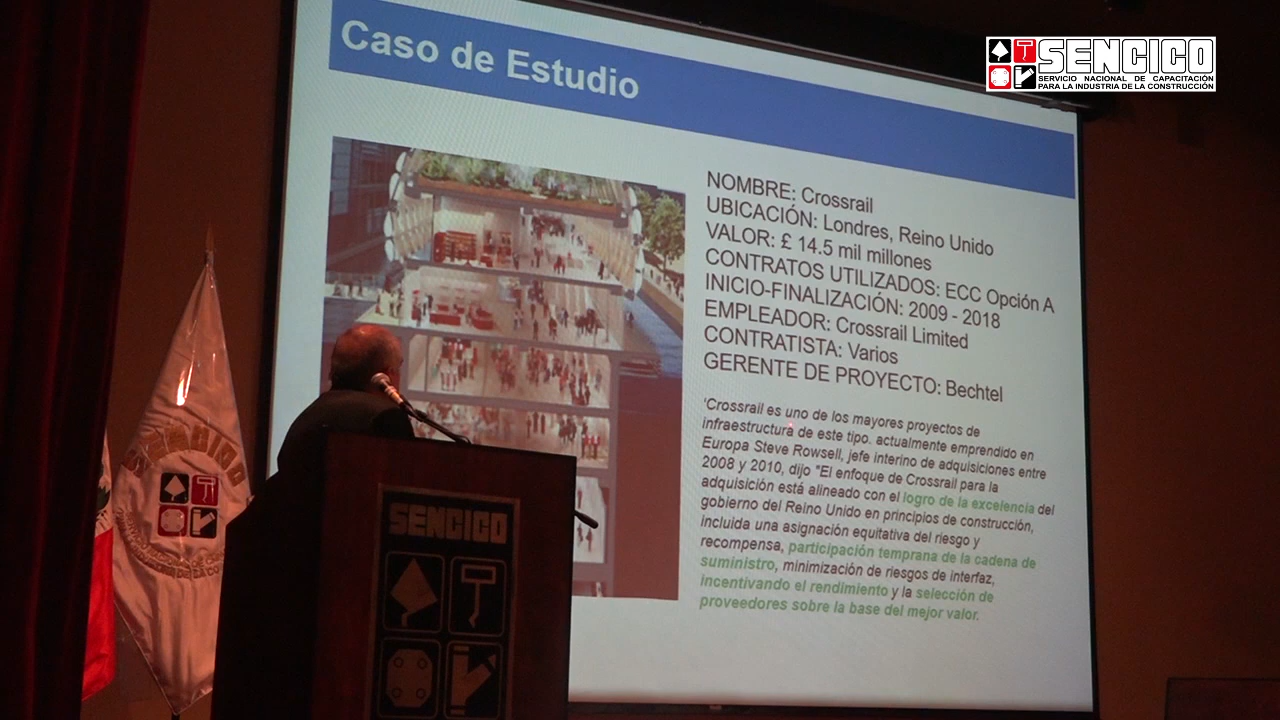 Caso de Estudio
SENCICO
SERVICIO NACIONAL DE CAPACITACIÓN
PARA LA INDUSTRIA DE LA CONSTRUCCIÓN
NOMBRE: Crossrail
UBICACIÓN: Londres, Reino Unido
VALOR: £ 14.5 mil millones
CONTRATOS UTILIZADOS: ECC Opción A
INICIO-FINALIZACIÓN: 2009 - 2018
EMPLEADOR: Crossrail Limited
CONTRATISTA: Varios
GERENTE DE PROYECTO: Bechtel
'Crossrail es uno de los mayores proyectos de
infraestructura de este tipo. actualmente emprendido en
Europa Steve Rowsell, jefe interino de adquisiciones entre
2008 y 2010, dijo "El enfoque de Crossrail para la
adquisición está alineado con el logro de la excelencia del
gobierno del Reino Unido en principios de construcción,
incluida una asignación equitativa del riesgo y
recompensa, participación temprana de la cadena de
suministro, minimización de riesgos de interfaz,
incentivando el rendimiento y la selección de
proveedores sobre la base del mejor valor.
SENCICO
SENCICO